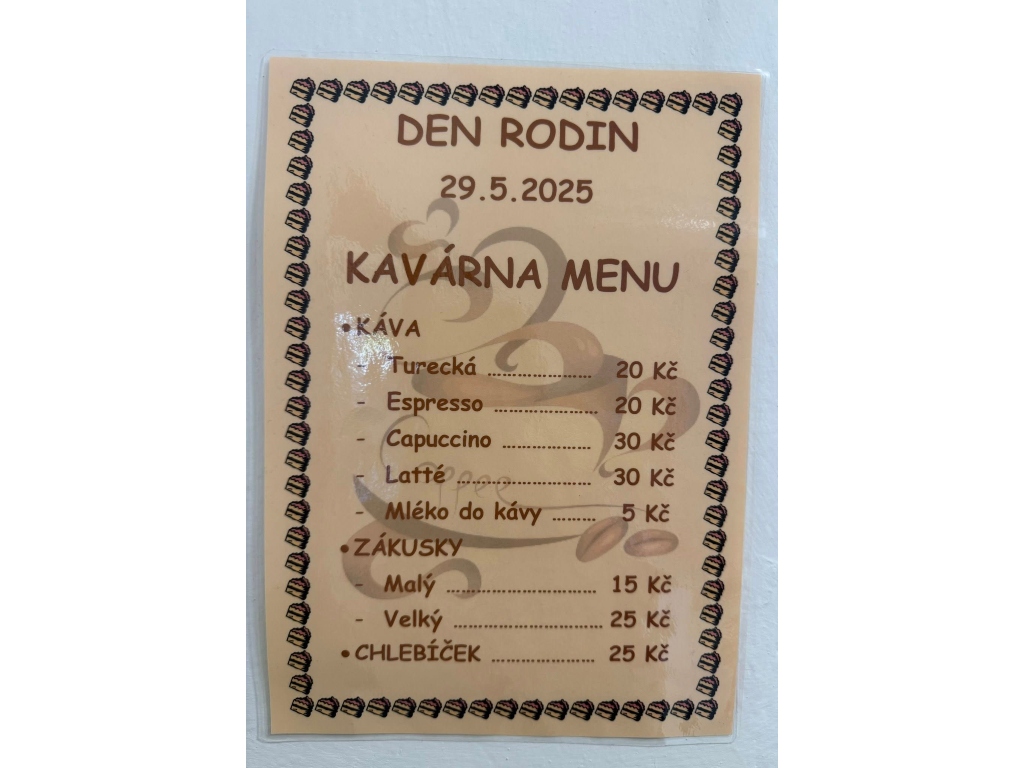 DEN RODIN
29.5.2025
KAVÁRNA MENU
•KÁVA
- Turecká ………………… 20 Kč
- Espresso ………………… 20 Kč
- Capuccino ……………… 30 Kč
- Latté ……………………… 30 Kč
- Mléko do kávy ……… 5 Kč
Coffee
•ZÁKUSKY
- Malý ………………………… 15 Kč
- Velký ……………………… 25 Kč
•CHLEBÍČEK ………………… 25 Kč